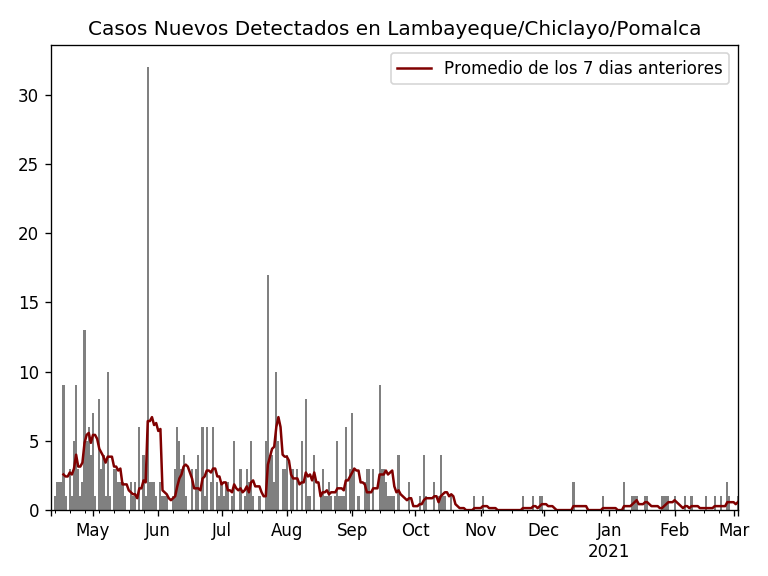 Casos Nuevos Detectados en Lambayeque/Chiclayo/Pomalca
Promedio de los 7 dias anteriores
30
25
20
15
10
5
0
May Jun Jul Aug Sep Oct Nov Dec Jan Feb Mar
2021